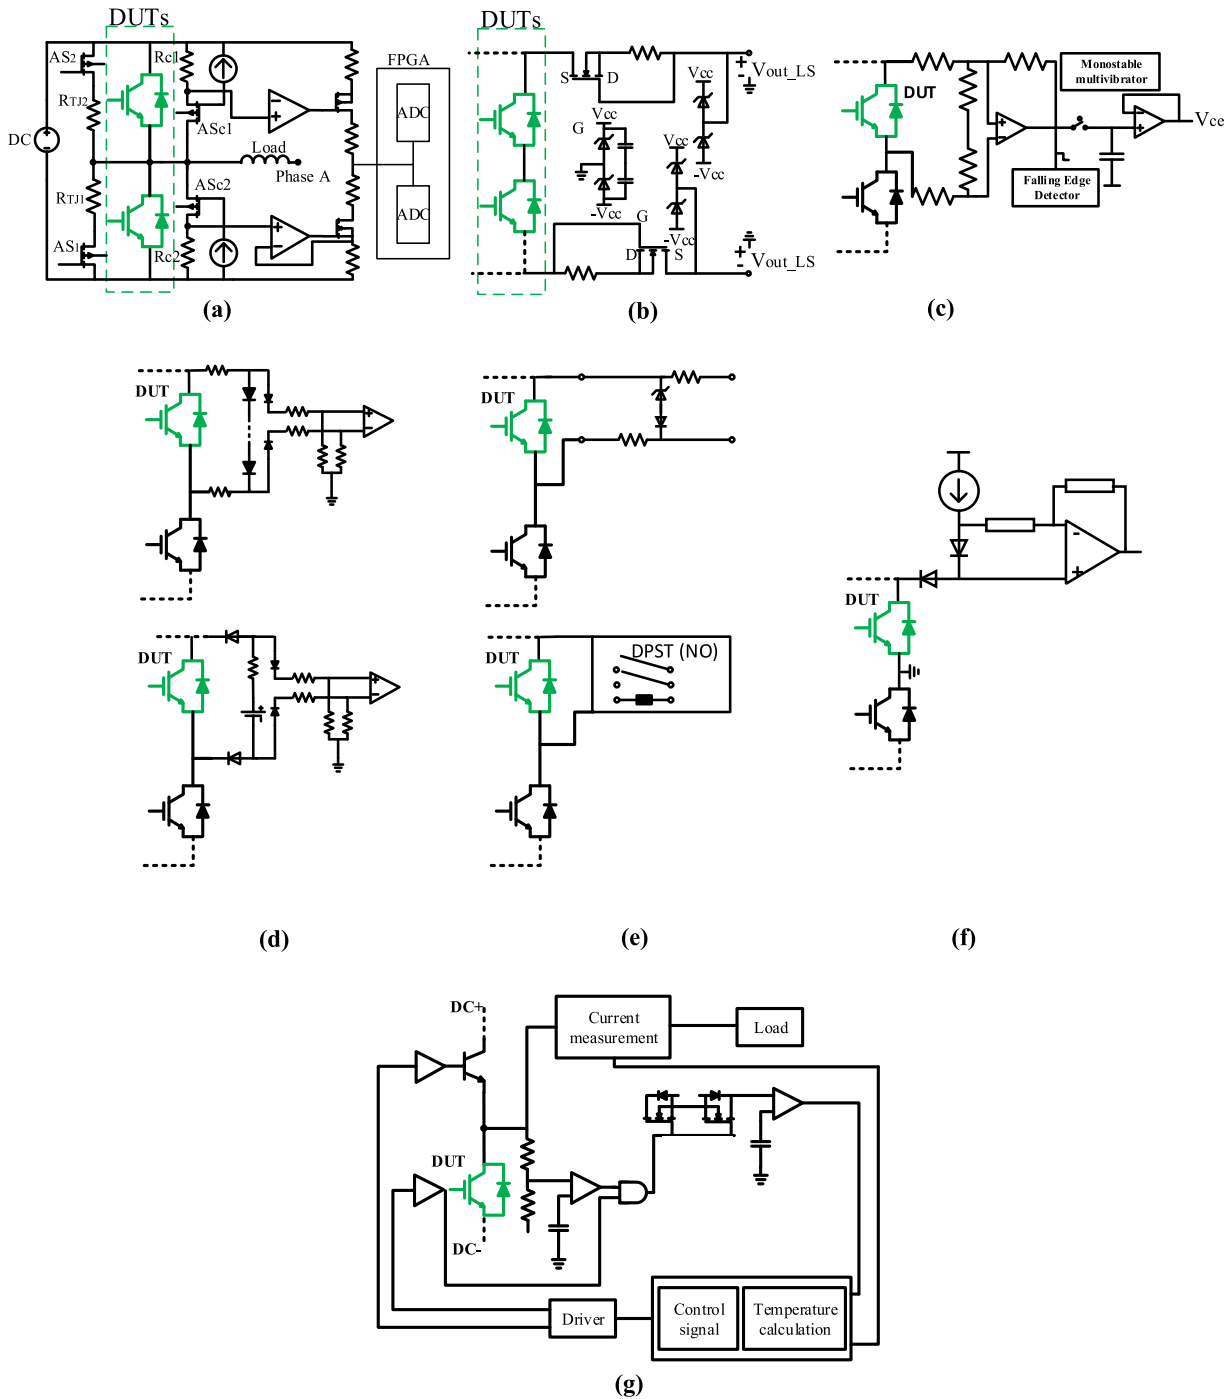 DUTs
AS2
Rc1
FPGA
RTJ2
ADC
DC
ASc1
Load
Phase A
ASc2
RTJ1
ADC
AS1
Rc2
(a)
DUTs
S
D
+
-
Vout_LS
Vcc
G
Vcc
Vcc
-Vcc
-Vcc
G
-Vcc
D
S
+
-
Vout_LS
(b)
Monostable
multivibrator
DUT
Vce
Falling Edge
Detector
(c)
DUT
DUT
(d)
DUT
DUT
DPST (NO)
(e)
DUT
(f)
DC+
Current
measurement
Load
DUT
DC-
Driver
Control
signal
Temperature
calculation
(g)